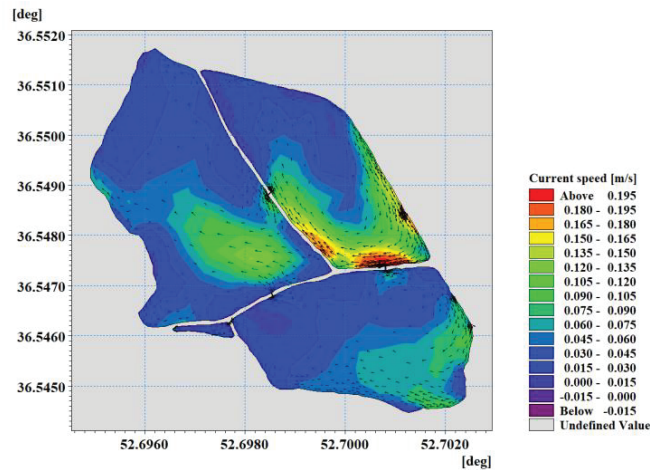 [deg]
36.5520
36.5510
36.5500
36.5490
36.5480
36.5470
36.5460
36.5450
52.6960 52.6980 52.7000 52.7020
[deg]
Current speed [m/s]
Above 0.195
0.180 - 0.195
0.165 - 0.180
0.150 - 0.165
0.135 - 0.150
0.120 - 0.135
0.105 - 0.120
0.090 - 0.105
0.075 - 0.090
0.060 - 0.075
0.045 - 0.060
0.030 - 0.045
0.015 - 0.030
0.000 - 0.015
-0.015 - 0.000
Below -0.015
Undefined Value